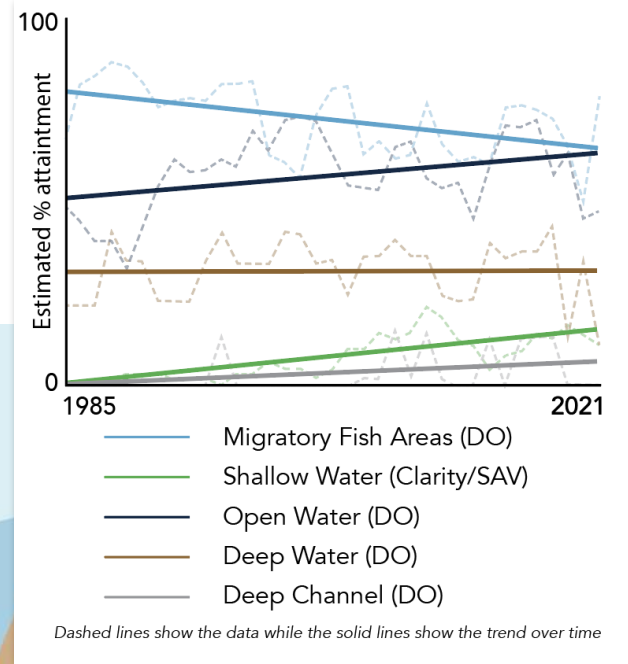 100
Estimated % attaintment
0
1985
2021
Migratory Fish Areas (DO)
Shallow Water (Clarity/SAV)
Open Water (DO)
Deep Water (DO)
Deep Channel (DO)
Dashed lines show the data while the solid lines show the trend over time